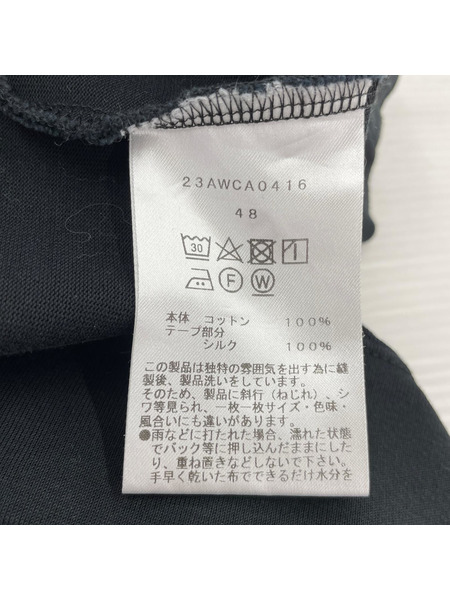 23AWCA0416
48
30
F W
本体 コットン 100%
テープ部分
シルク 100%
この製品は独特の雰囲気を出す為に縫
製後、製品洗いをしています。
そのため、製品に斜行(ねじれ)、シ
ワ等見られ、一枚一枚サイズ・色味・
風合いにも違いがあります。
●雨などに打たれた場合、濡れた状態
でバック等に押し込んだままにした
り、重ね置きなどしないで下さい。
手早く乾いた布でできるだけ水分を